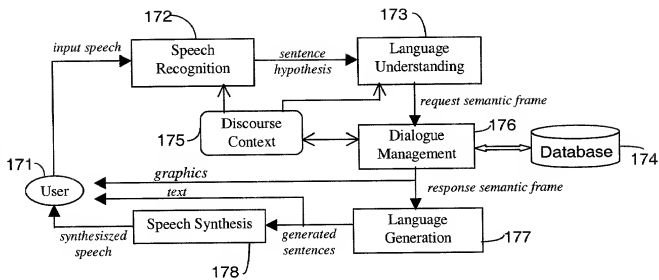 172
173
input speech
Speech
Recognition
sentence
hypothesis
Language
Understanding
request semantic frame
175
Discourse
Context
176
Dialogue
Management
Database
174
171
User
graphics
text
response semantic frame
synthesiszed
speech
Speech Synthesis
generated
sentences
Language
Generation
177
178